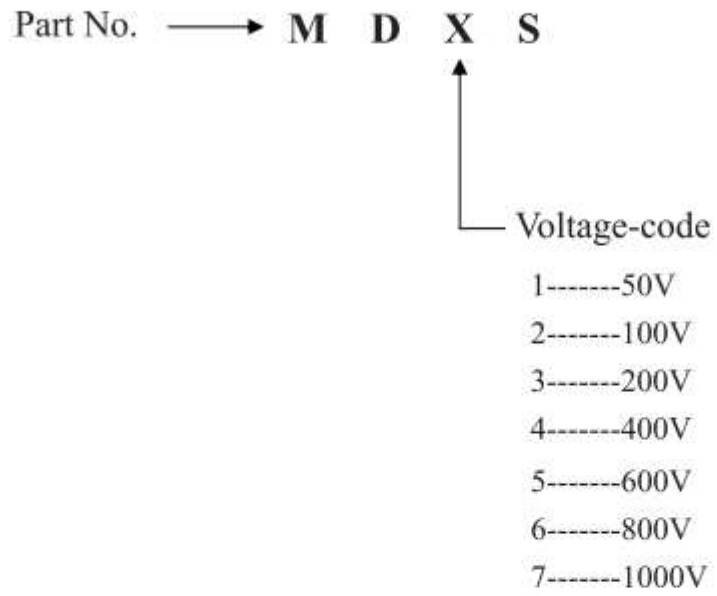 Part No. M D X S
Voltage-code
1-------50V
2-------100V
3-------200V
4-------400V
5-------600V
6-------800V
7-------1000V